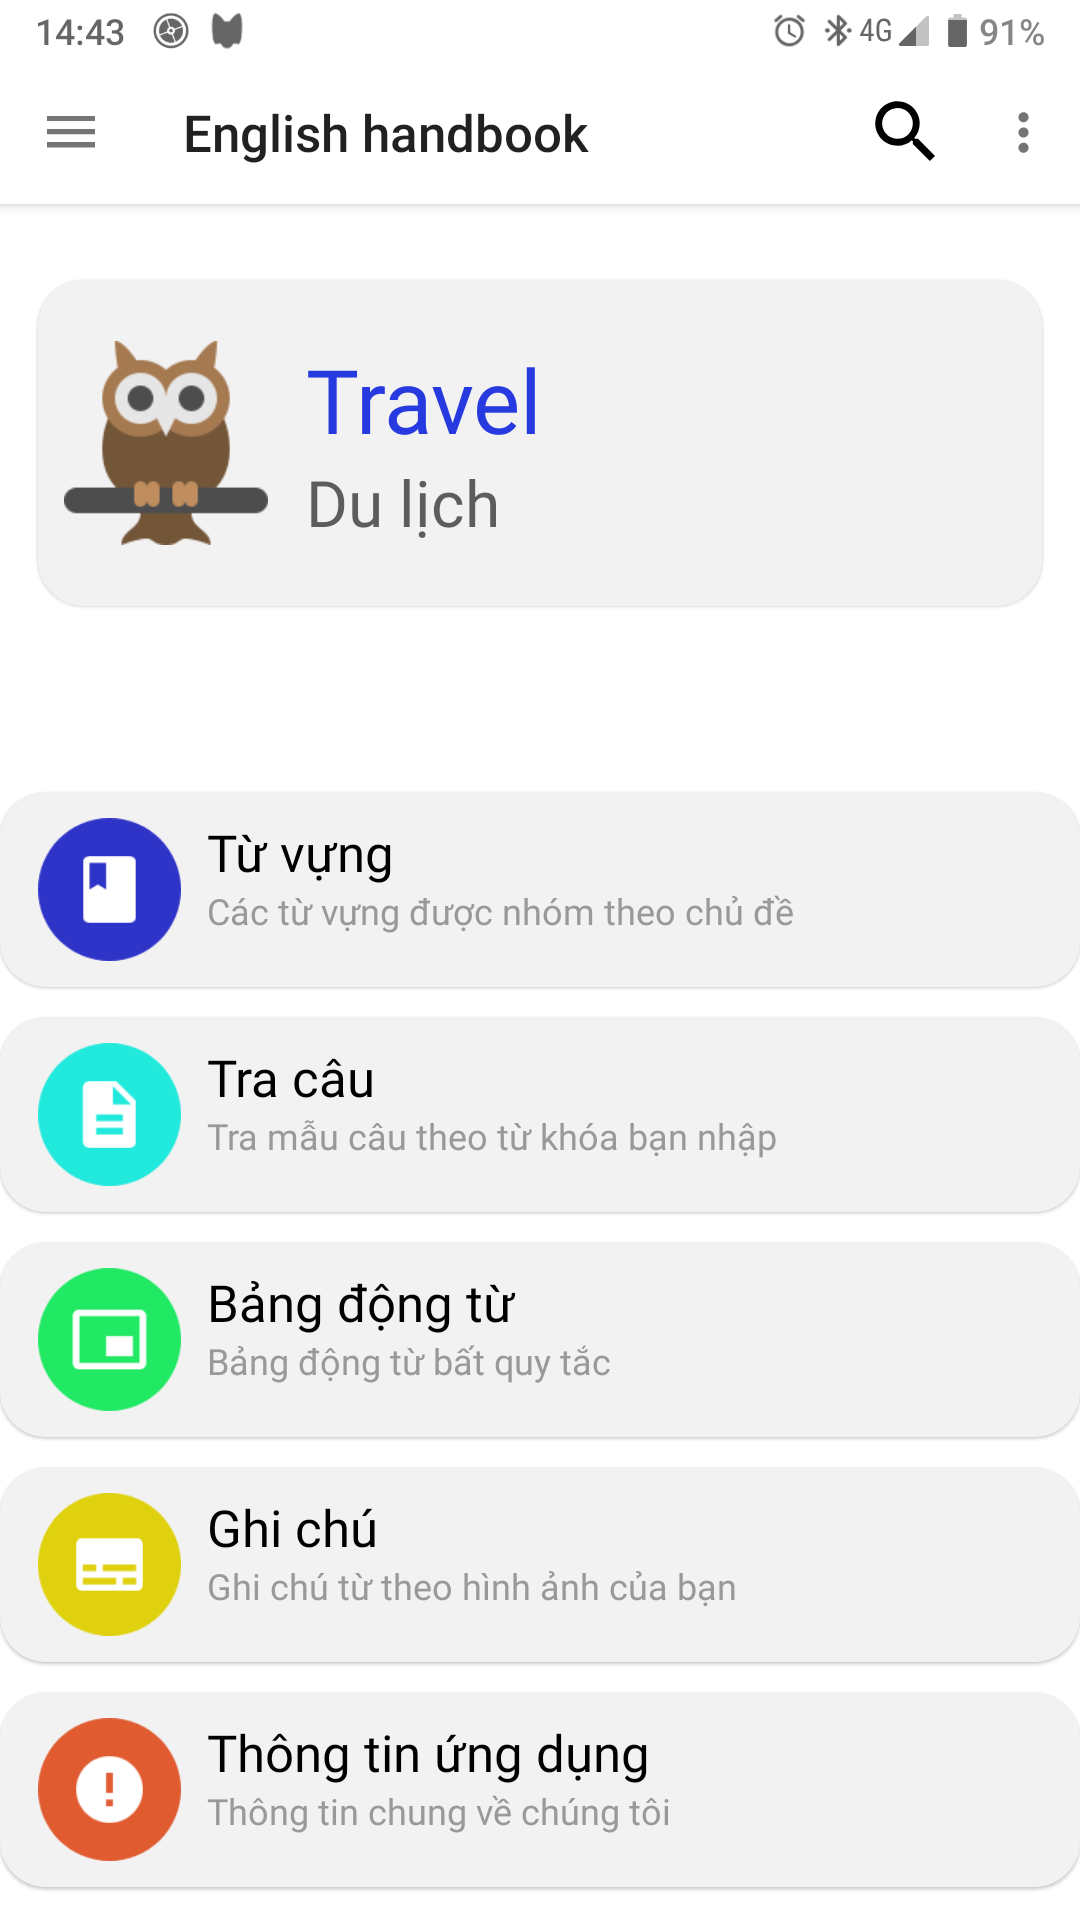 14:43 4G 91%
English handbook
Travel
Du lịch
Từ vựng
Các từ vựng được nhóm theo chủ đề
Tra câu
Tra mẫu câu theo từ khóa bạn nhập
Bảng động từ
Bảng động từ bất quy tắc
Ghi chú
Ghi chú từ theo hình ảnh của bạn
Thông tin ứng dụng
Thông tin chung về chúng tôi